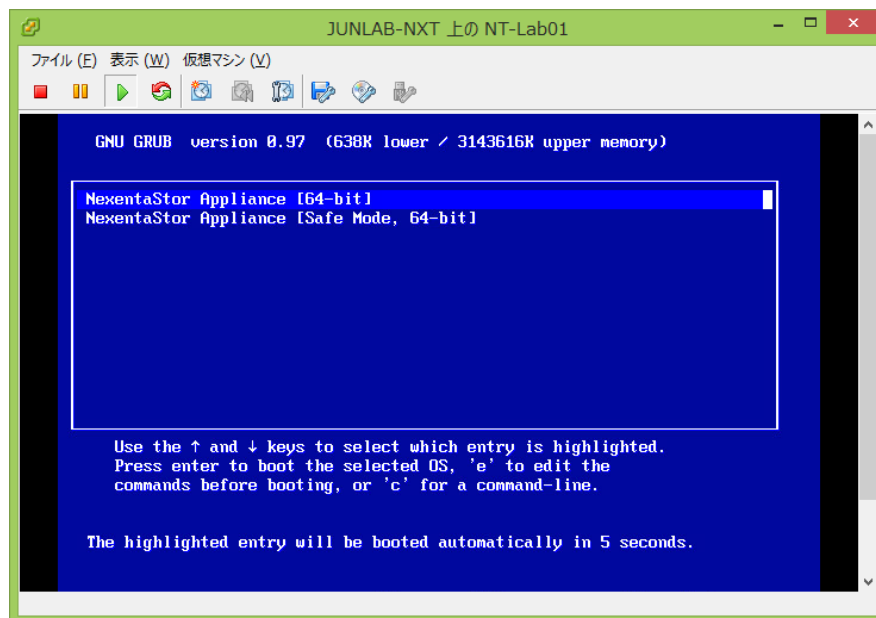 JUNLAB-NXT 上の NT-Lab01
ファイル (F) 表示 (W) 仮想マシン (V)
GNU GRUB version 0.97 (638K lower / 3143616K upper memory)
NexentaStor Appliance [64-bit]
NexentaStor Appliance [Safe Mode, 64-bit]
Use the ↑ and ↓ keys to select which entry is highlighted.
Press enter to boot the selected OS, 'e' to edit the
commands before booting, or 'c' for a command-line.
The highlighted entry will be booted automatically in 5 seconds.